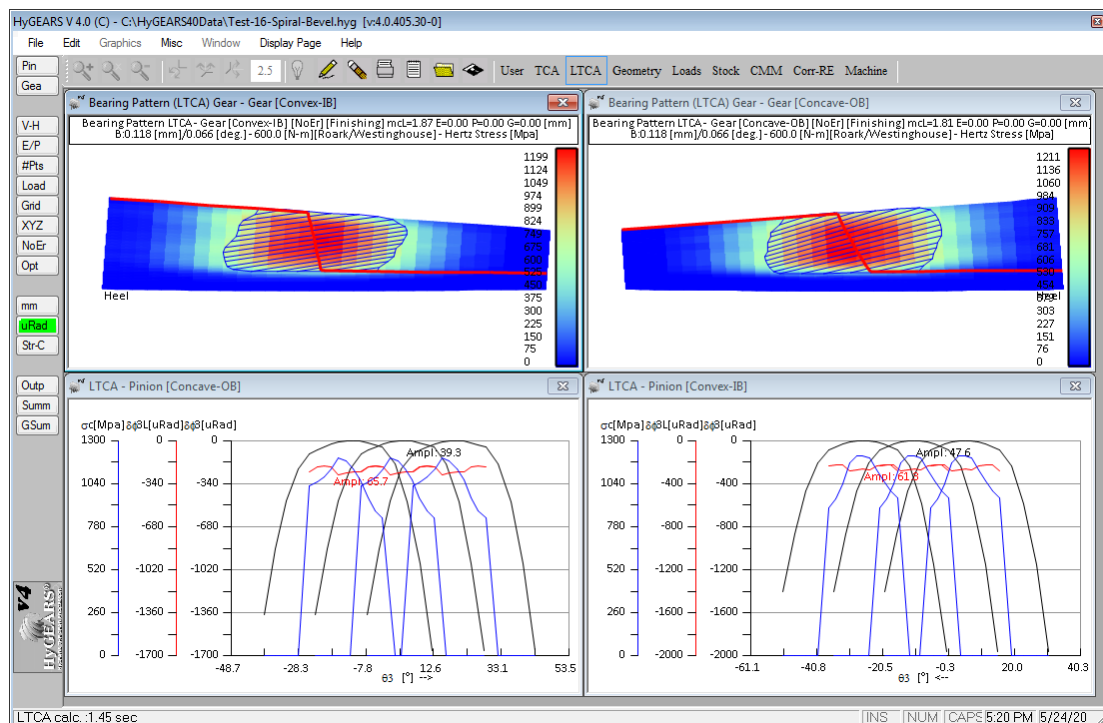 HyGEARS V 4.0 (C) - C:\HyGEARS40Data\Test-16-Spiral-Bevel.hyg [v:4.0.405.30-0]
File Edit Graphics Misc Window Display Page Help
2.5 User TCA LTCA Geometry Loads Stock CMM Corr-RE Machine
Pin
Gea
V-H
E/P
#Pts
Load
Grid
XYZ
NoEr
Opt
mm
uRad
Str-C
Outp
Summ
GSum
v4
HyGEARS©
Bearing Pattern (LTCA) Gear - Gear [Convex-IB]
Bearing Pattern LTCA - Gear [Convex-IB] [NoEr] [Finishing] mcL=1.87 E=0.00 P=0.00 G=0.00 [mm]
B:0.118 [mm]/0.066 [deg.] - 600.0 [N-m][Roark/Westinghouse] - Hertz Stress [Mpa]
1199
1124
1049
974
899
824
749
675
600
525
450
375
300
225
150
75
0
Heel
Bearing Pattern (LTCA) Gear - Gear [Concave-OB]
Bearing Pattern LTCA - Gear [Concave-OB] [NoEr] [Finishing] mcL=1.81 E=0.00 P=0.00 G=0.00 [mm]
B:0.118 [mm]/0.066 [deg.] - 600.0 [N-m][Roark/Westinghouse] - Hertz Stress [Mpa]
1211
1136
1060
984
909
833
757
681
606
530
454
303
227
151
76
0
Heel
LTCA - Pinion [Concave-OB]
σc[Mpa] δϕ3L[uRad] δϕ3[uRad]
1300 0 0
1040 -340 -340
780 -680 -680
520 -1020 -1020
260 -1360 -1360
0 -1700 -1700
Ampl: 39.3
Ampl: 65.7
-48.7 -28.3 -7.8 12.6 33.1 53.5
θ3 [°] -->
LTCA - Pinion [Convex-IB]
σc[Mpa] δϕ3L[uRad] δϕ3[uRad]
1300 0 0
1040 -400 -400
780 -800 -800
520 -1200 -1200
260 -1600 -1600
0 -2000 -2000
Ampl: 47.6
Ampl: 61.3
-61.1 -40.8 -20.5 -0.3 20.0 40.3
θ3 [°] <--
LTCA calc. :1.45 sec INS NUM CAPS 5:20 PM 5/24/20